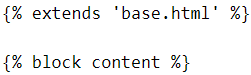 {% extends 'base.html' %}
{% block content %}